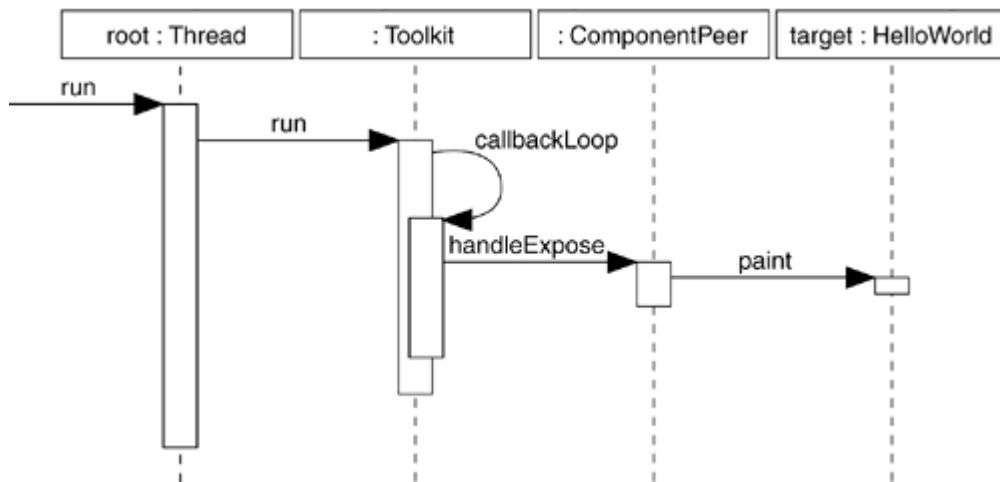 root : Thread
: Toolkit
: ComponentPeer
target : HelloWorld
run
run
callbackLoop
handleExpose
paint